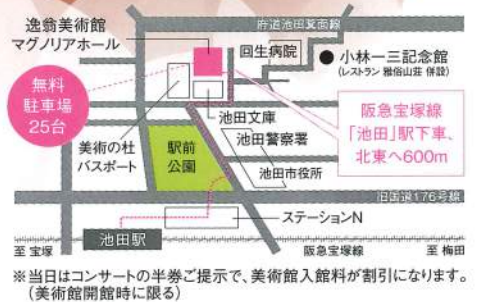 府道池田箕面線
逸翁美術館
マグノリアホール
回生病院
小林一三記念館
(レストラン 雅俗山荘 併設)
無料
駐車場
25台
池田文庫
阪急宝塚線
「池田」駅下車、
北東へ600m
美術の杜
バスポート
駅前
公園
池田警察署
池田市役所
旧国道176号線
ステーションN
池田駅
至 宝塚
阪急宝塚線
至 梅田
※当日はコンサートの半券ご提示で、美術館入館料が割引になります。
(美術館開館時に限る)